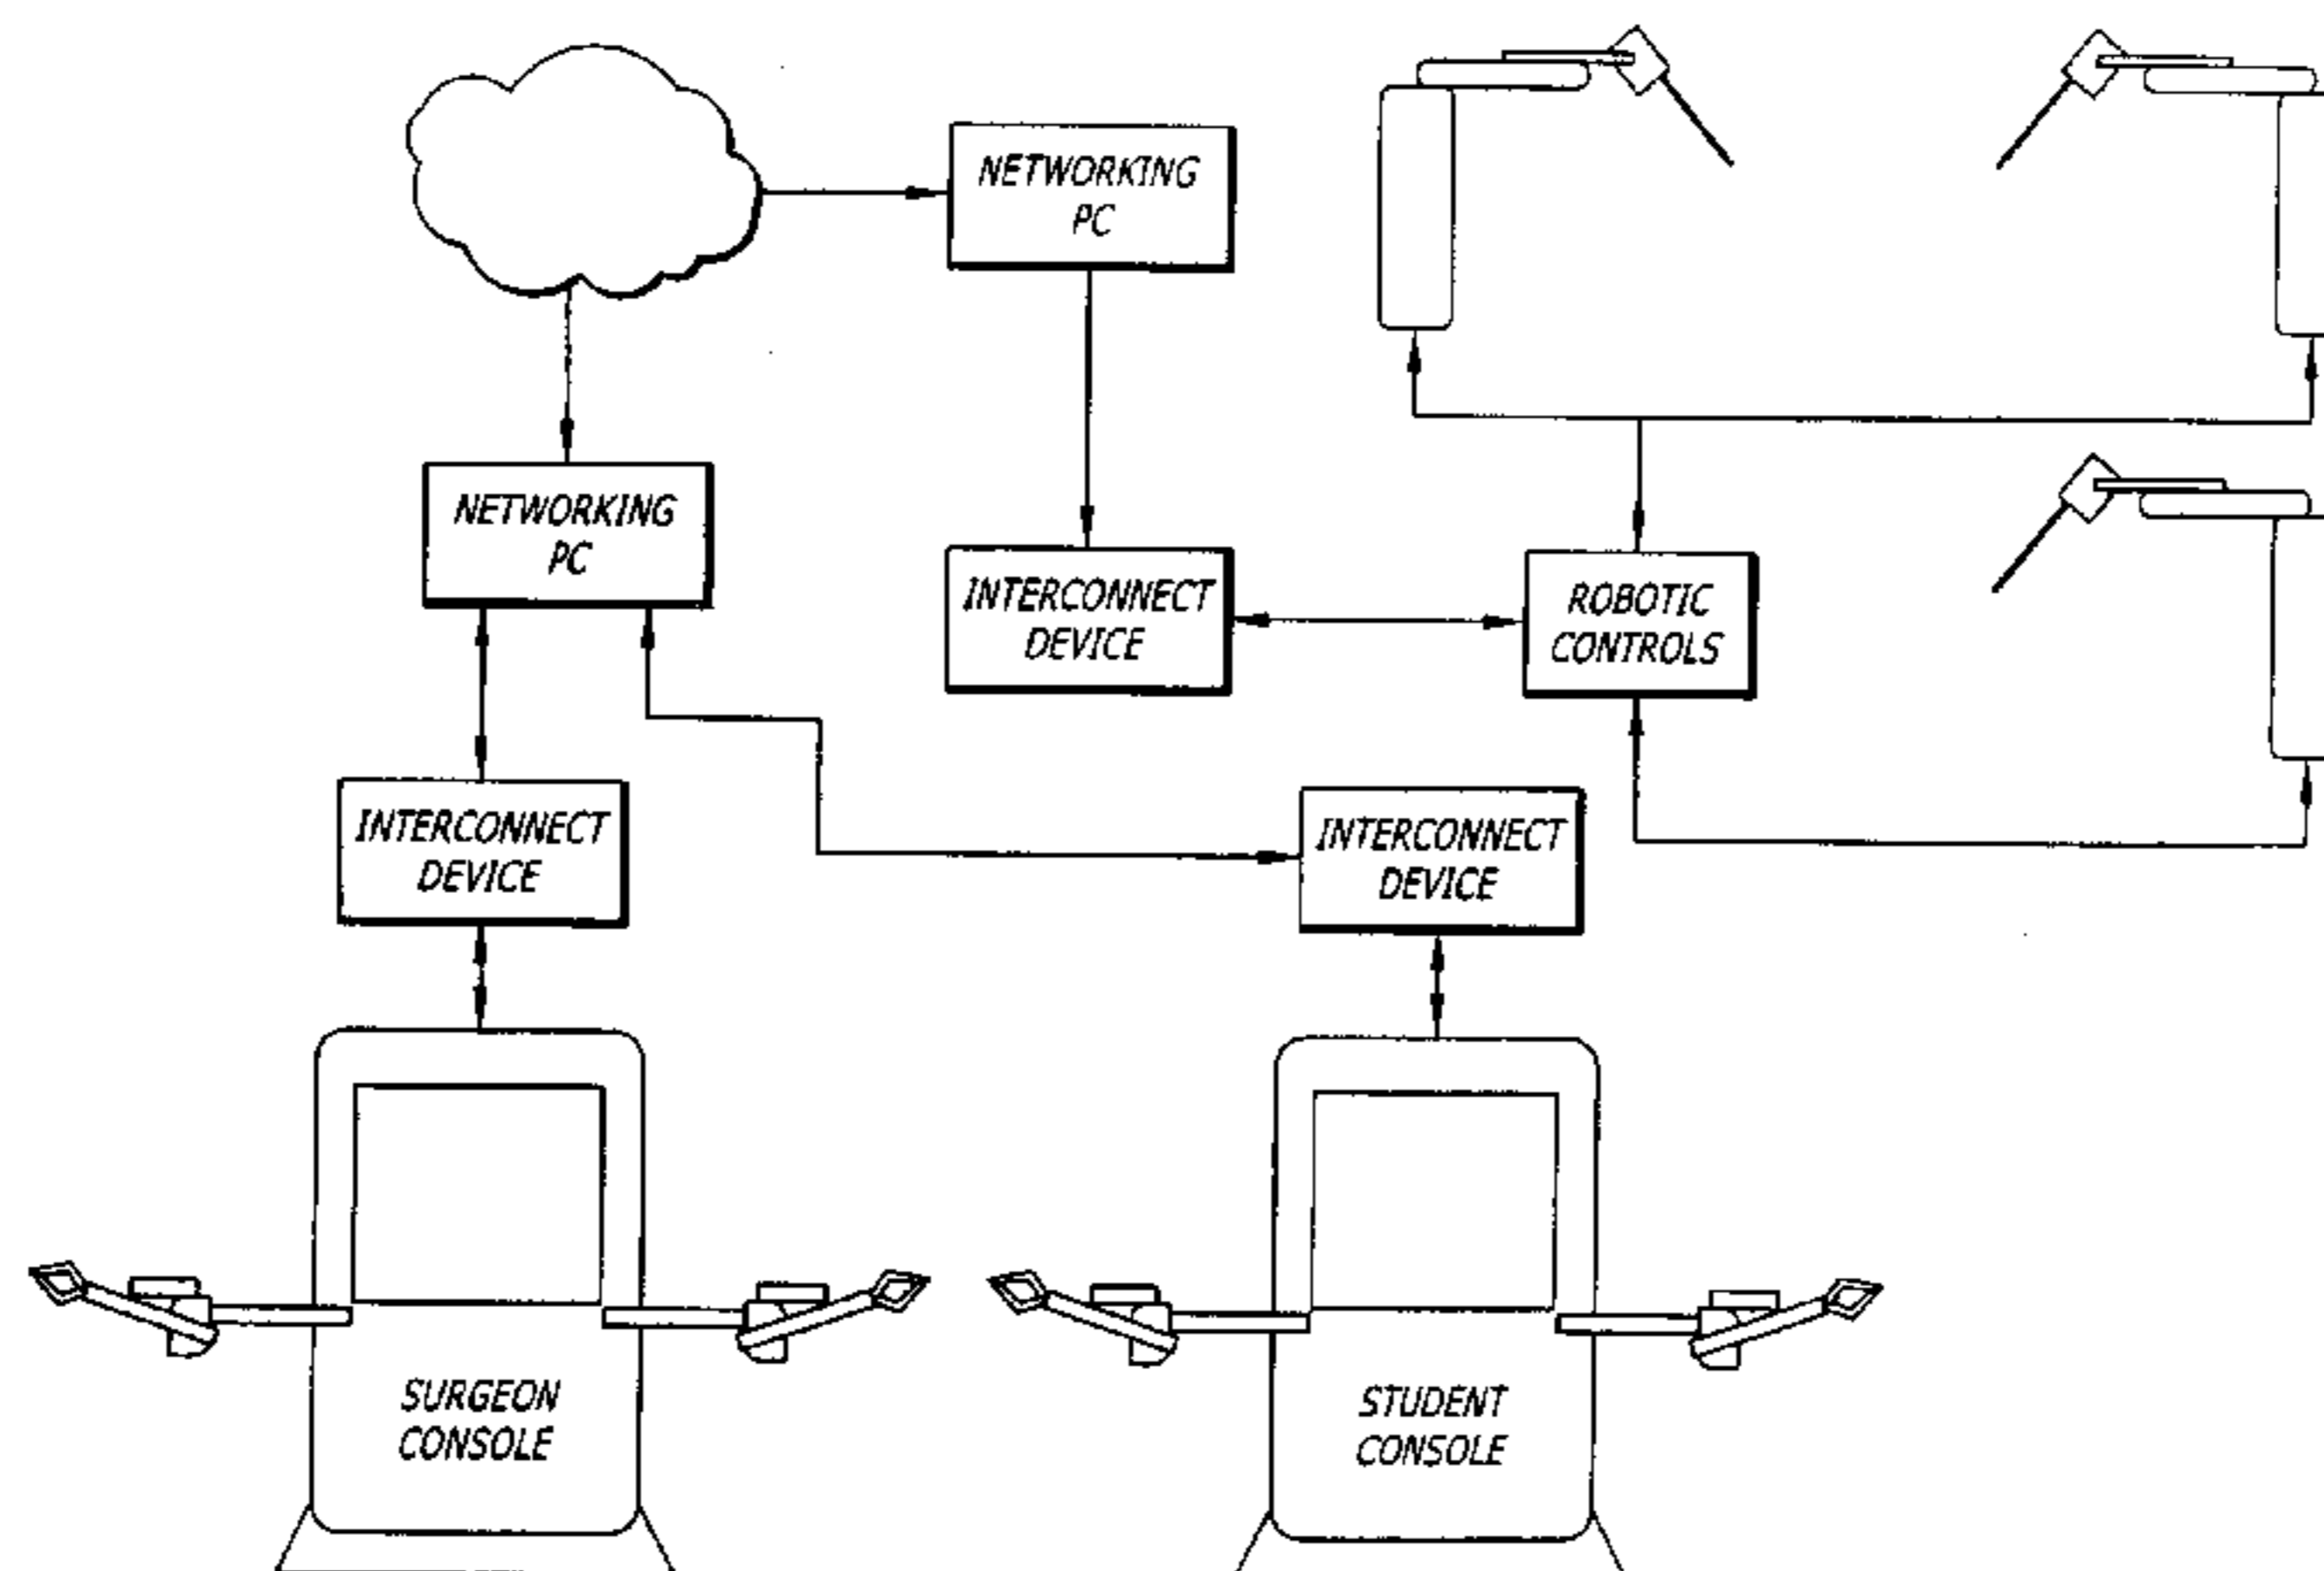 NETWORKING
PC
NETWORKING
PC
INTERCONNECT
DEVICE
ROBOTIC
CONTROLS
INTERCONNECT
DEVICE
INTERCONNECT
DEVICE
SURGEON
CONSOLE
STUDENT
CONSOLE